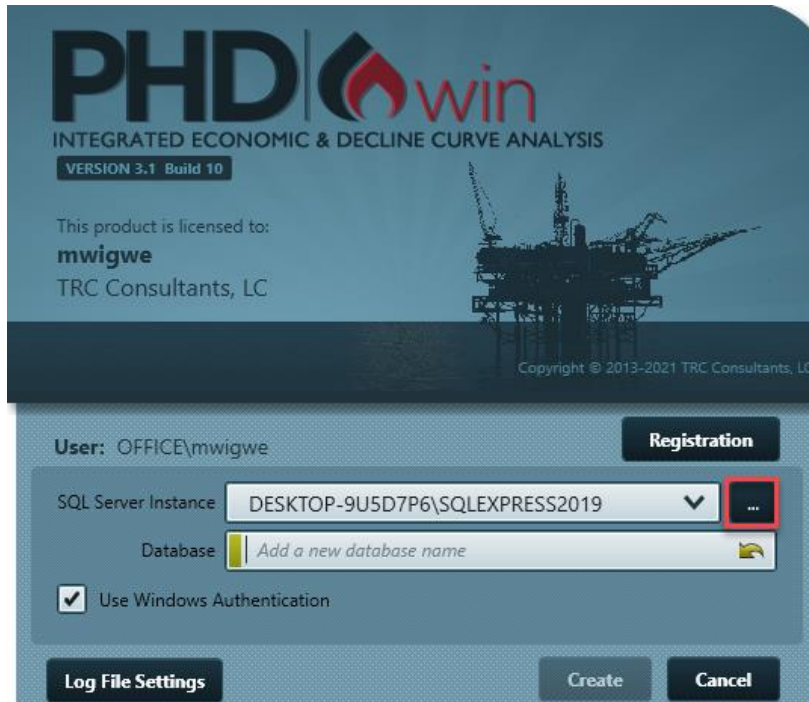 PHD win
INTEGRATED ECONOMIC & DECLINE CURVE ANALYSIS
VERSION 3.1 Build 10
This product is licensed to:
mwigwe
TRC Consultants, LC
Copyright © 2013-2021 TRC Consultants, LC
User: OFFICE\mwigwe
Registration
SQL Server Instance DESKTOP-9U5D7P6\SQLEXPRESS2019 ...
Database Add a new database name
Use Windows Authentication
Log File Settings Create Cancel